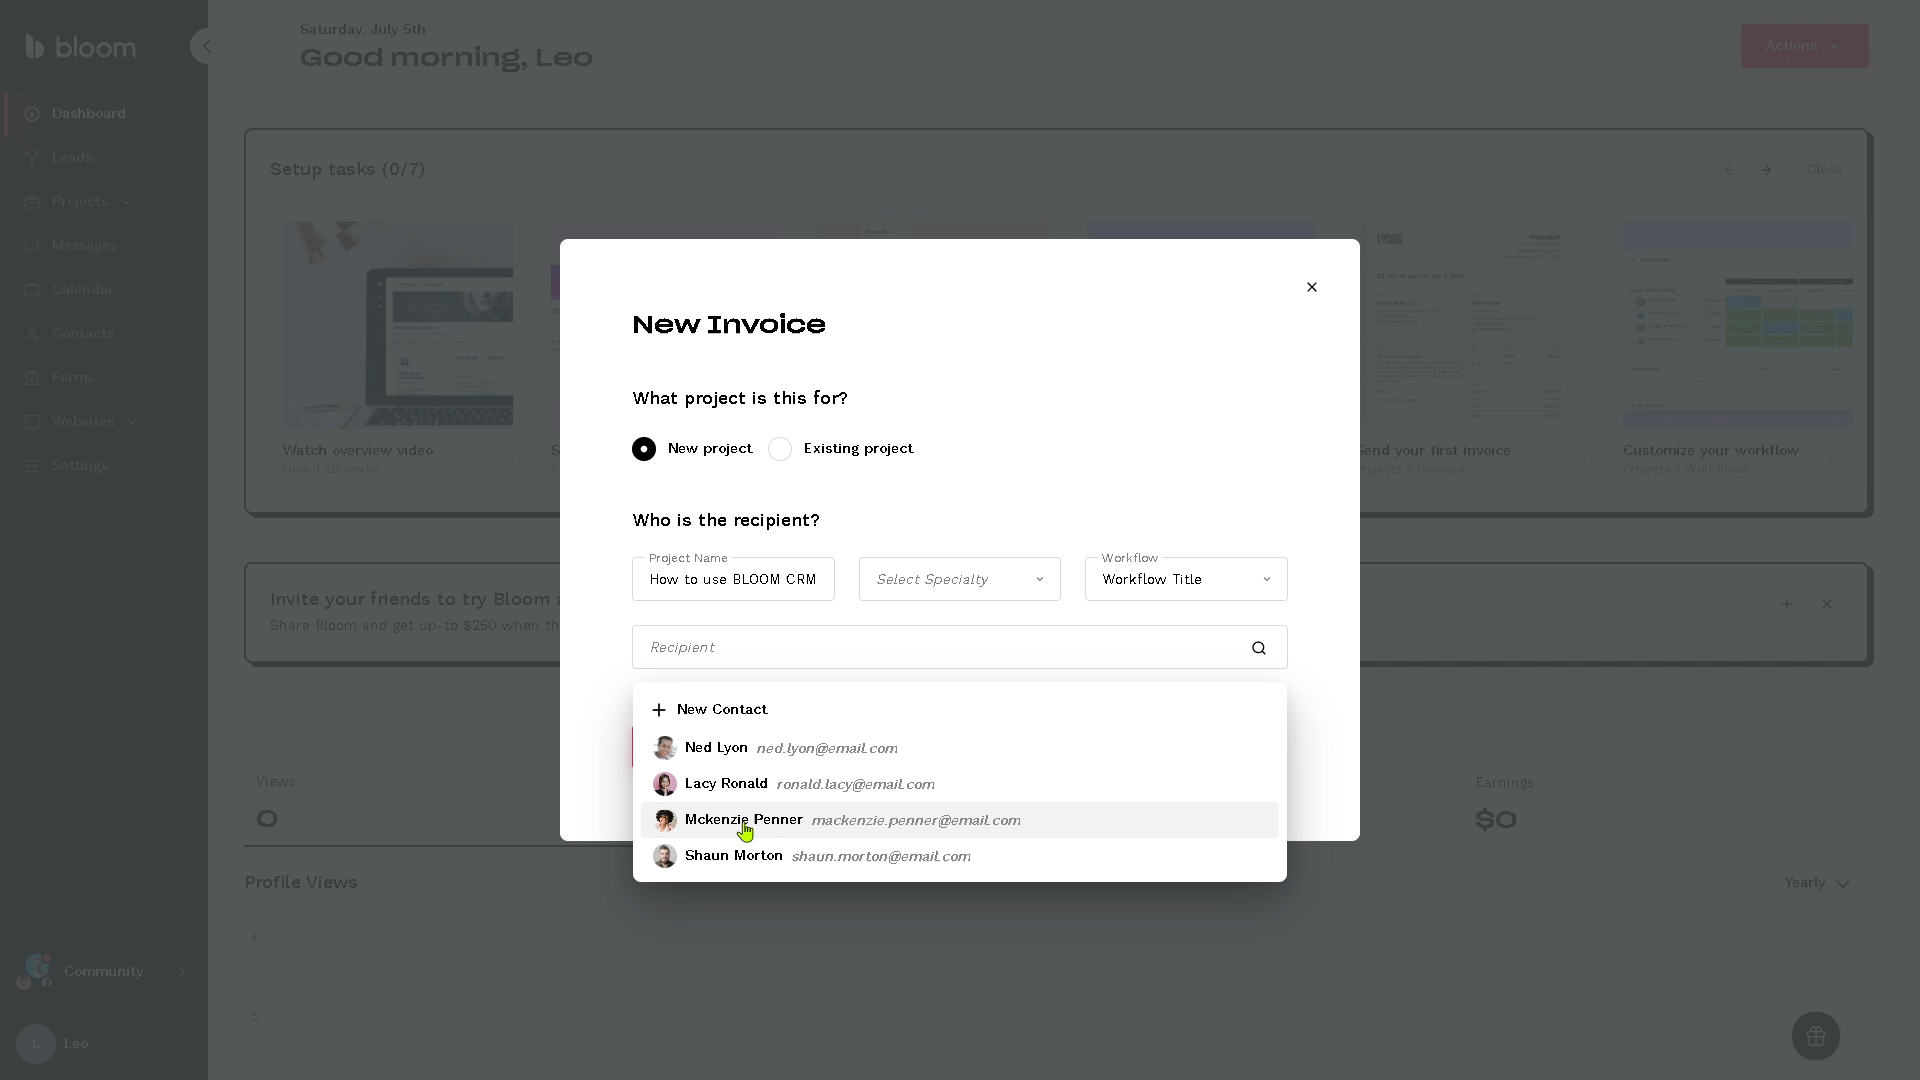 bloom
Saturday, July 5th
Good morning, Leo
Actions
Dashboard
Leads
Projects
Messages
Calendar
Contacts
Forms
Websites
Settings
Community
L
Leo
Setup tasks (0/7)
Close
Watch overview video
How it all works
S
Send your first invoice
Projects > Invoices
Customize your workflow
Projects > Workflows
Receipt
Projects
Invite your friends to try Bloom a
Share Bloom and get up-to $250 when th
Views
0
Earnings
$0
Profile Views
Yearly
4
3
New Invoice
What project is this for?
New project
Existing project
Who is the recipient?
Project Name
How to use BLOOM CRM
Select Specialty
Workflow
Workflow Title
Recipient
New Contact
Ned Lyon ned.lyon@email.com
Lacy Ronald ronald.lacy@email.com
Mckenzie Penner mackenzie.penner@email.com
Shaun Morton shaun.morton@email.com